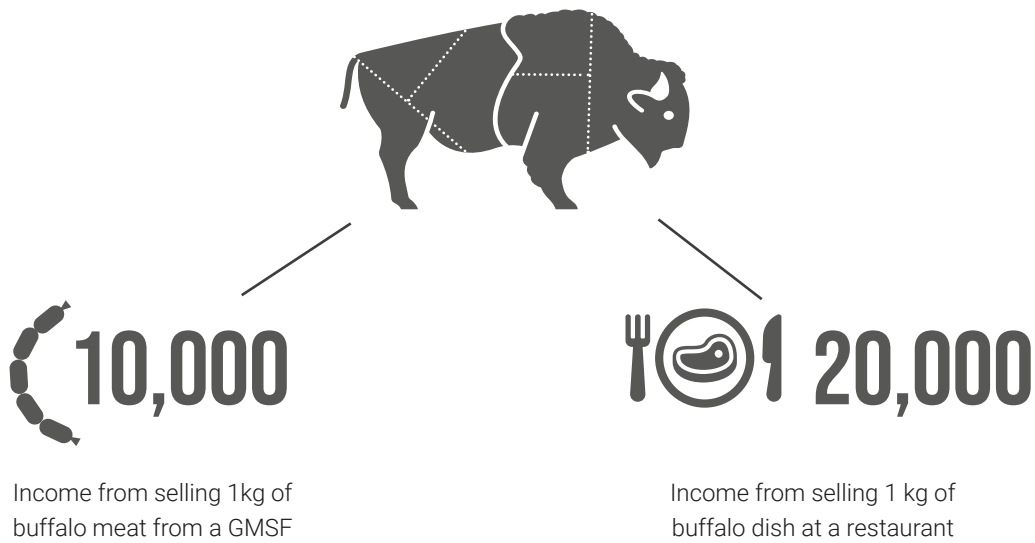 10,000
Income from selling 1kg of
buffalo meat from a GMSF
20,000
Income from selling 1 kg of
buffalo dish at a restaurant